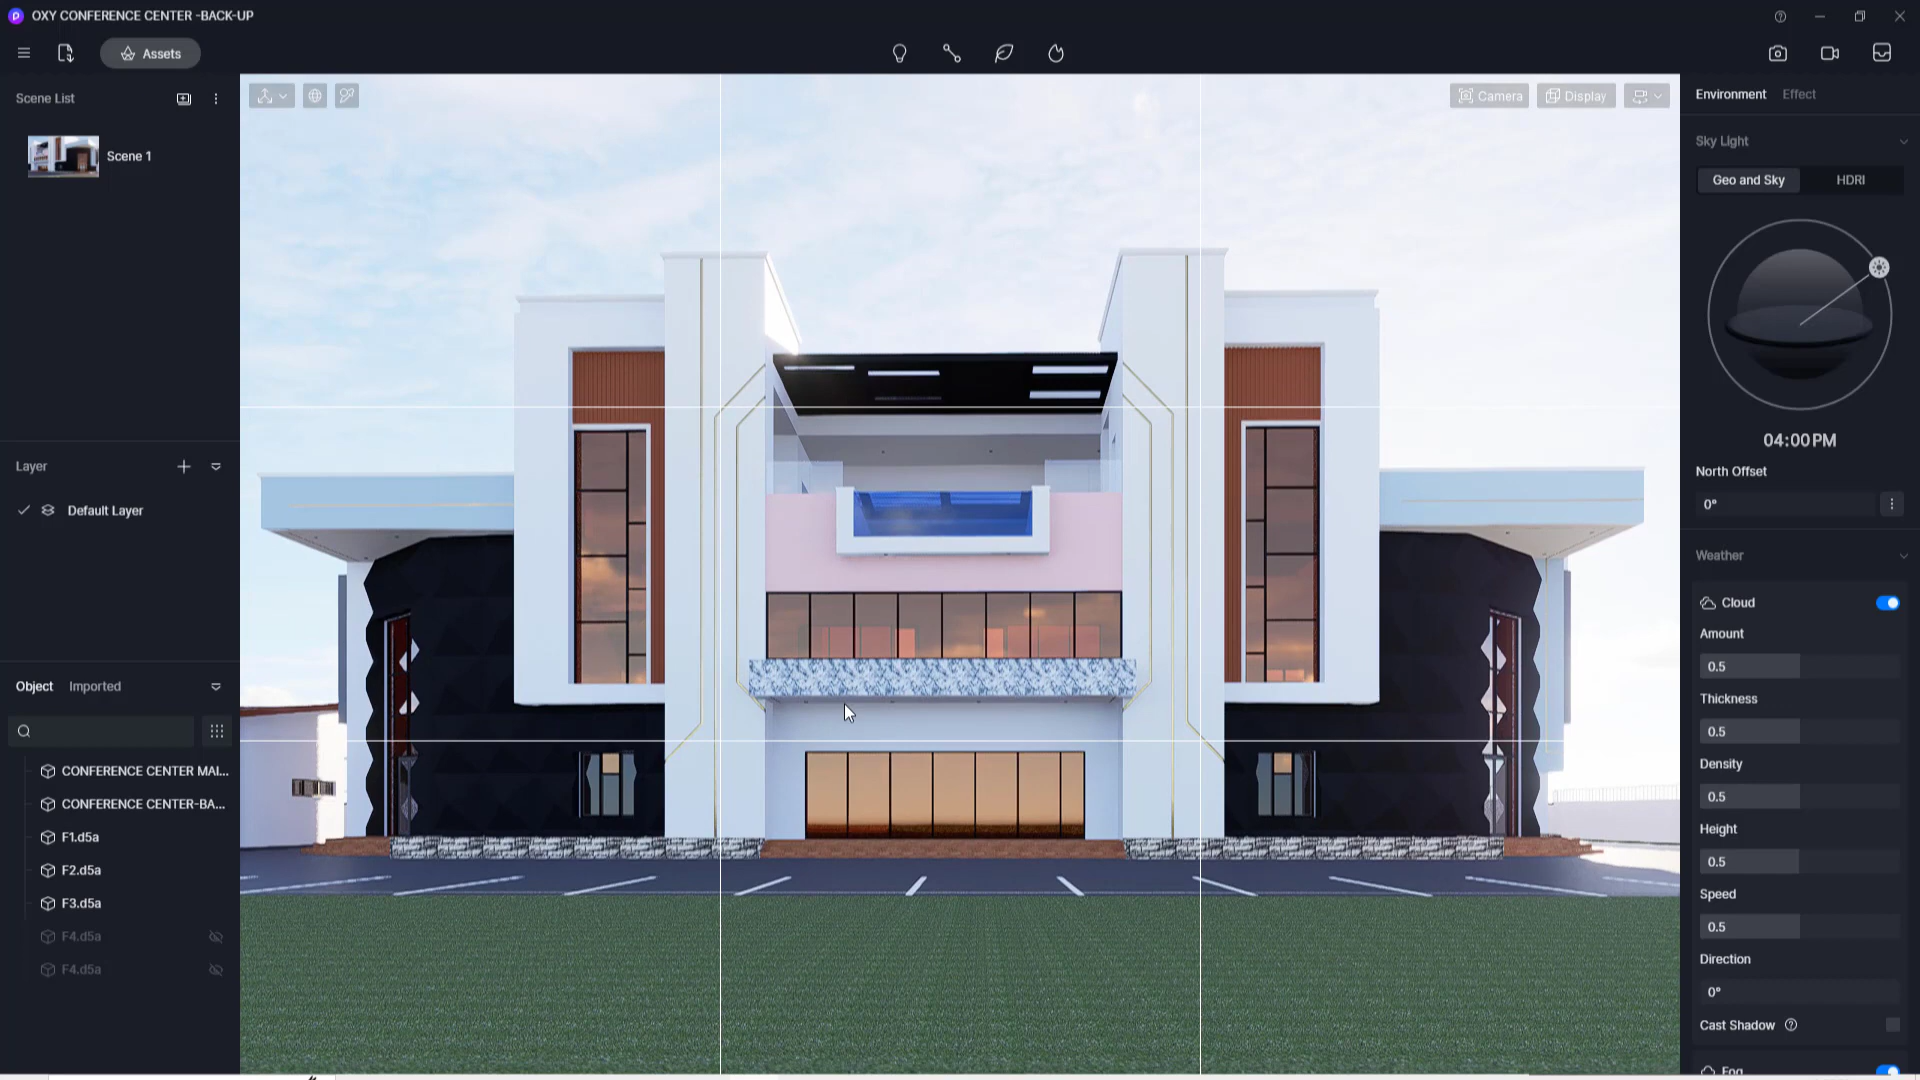 OXY CONFERENCE CENTER -BACK-UP
Assets
Scene List
Scene 1
Layer
Default Layer
Object Imported
CONFERENCE CENTER MAI...
CONFERENCE CENTER-BA...
F1.d5a
F2.d5a
F3.d5a
F4.d5a
F4.d5a
Camera Display
Environment Effect
Sky Light
Geo and Sky HDRI
04:00PM
North Offset
0°
Weather
Cloud
Amount
0.5
Thickness
0.5
Density
0.5
Height
0.5
Speed
0.5
Direction
0°
Cast Shadow
Fog